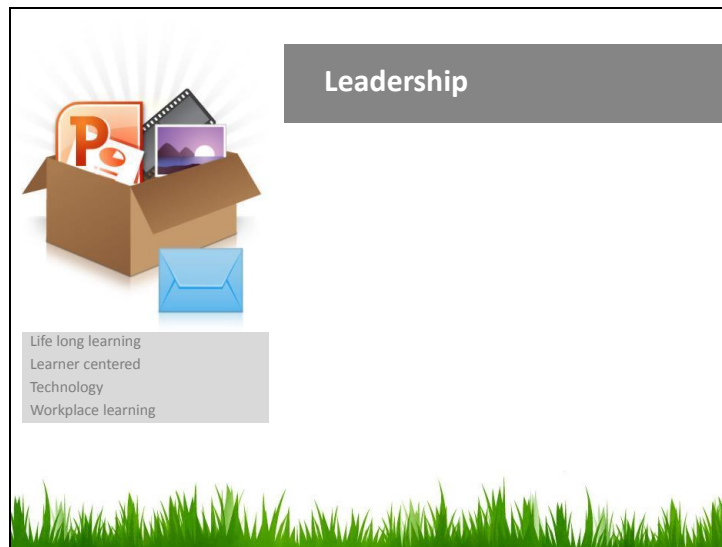 Leadership
P
Life long learning
Learner centered
Technology
Workplace learning